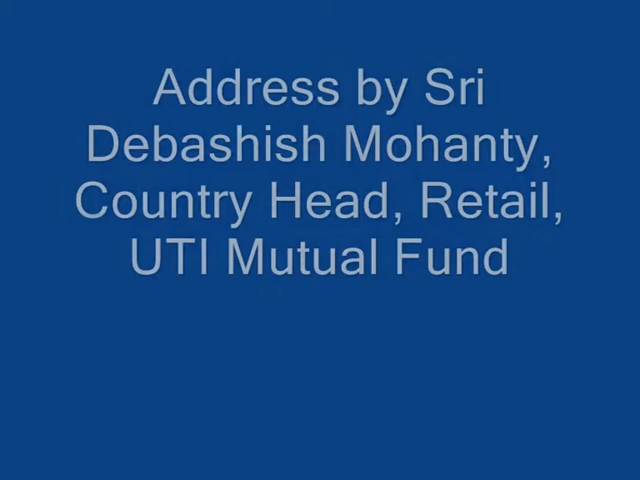 Address by Sri
Debashish Mohanty,
Country Head, Retail,
UTI Mutual Fund